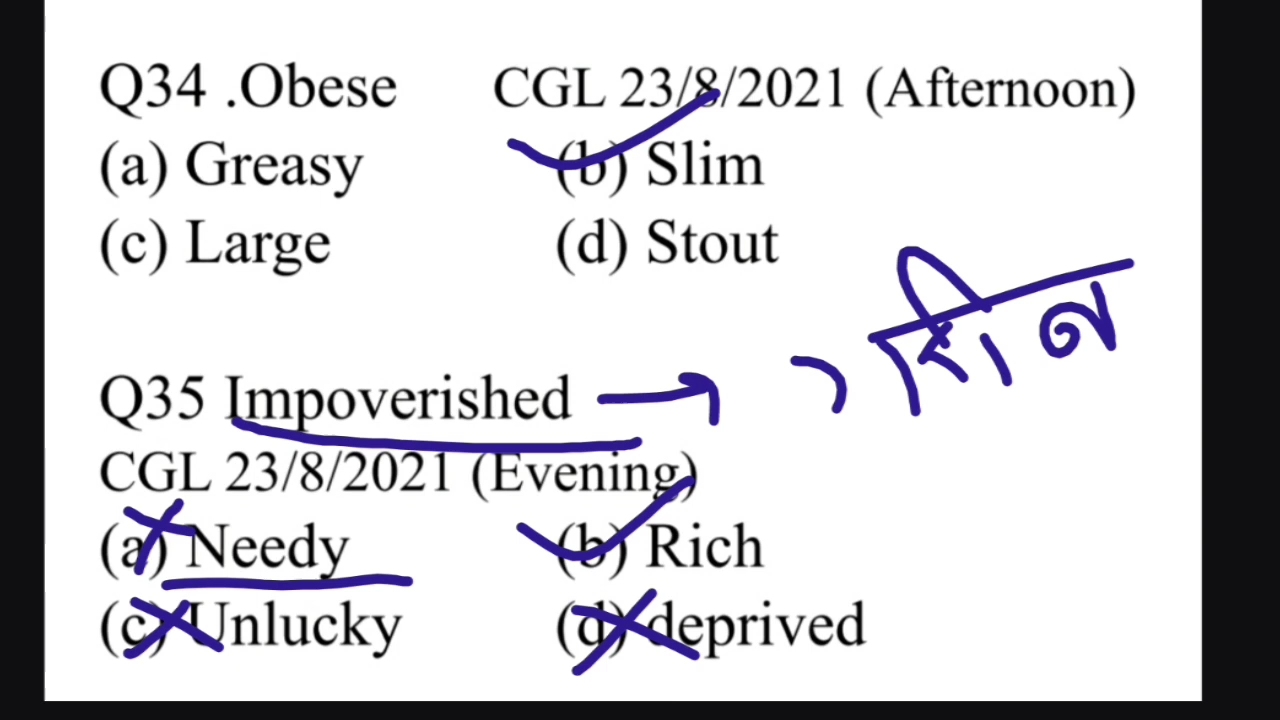 Q34 .Obese CGL 23/8/2021 (Afternoon)
(a) Greasy (b) Slim
(c) Large (d) Stout
Q35 Impoverished
CGL 23/8/2021 (Evening)
(a) Needy (b) Rich
(c) Unlucky (d) deprived